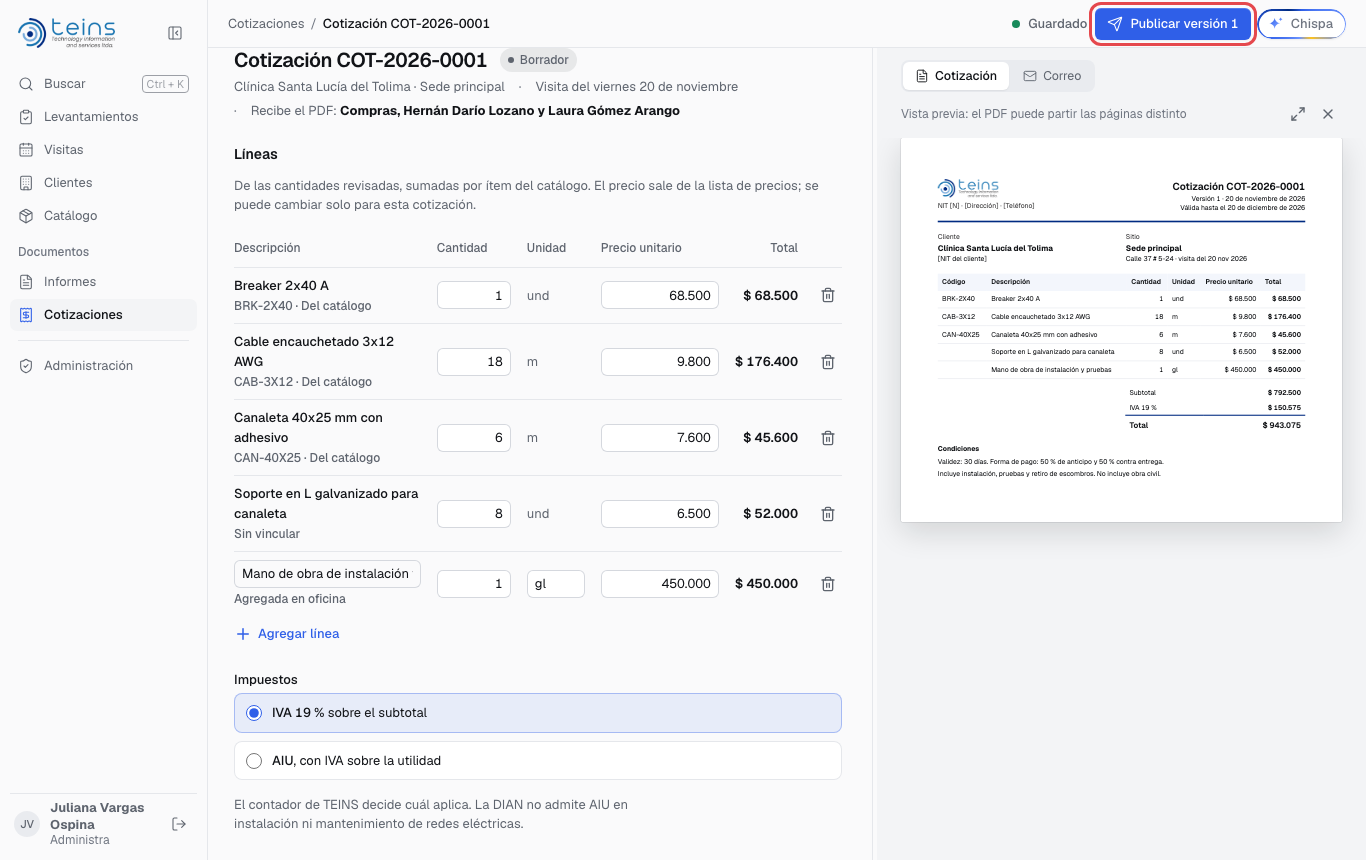 teins
Technology information
and services ltda.
Buscar
Ctrl + K
Levantamientos
Visitas
Clientes
Catálogo
Documentos
Informes
Cotizaciones
Administración
JV
Juliana Vargas
Ospina
Administra
Cotizaciones / Cotización COT-2026-0001
Guardado
Publicar versión 1
Chispa
Cotización COT-2026-0001
Borrador
Clínica Santa Lucía del Tolima · Sede principal · Visita del viernes 20 de noviembre
· Recibe el PDF: Compras, Hernán Darío Lozano y Laura Gómez Arango
Líneas
De las cantidades revisadas, sumadas por ítem del catálogo. El precio sale de la lista de precios; se
puede cambiar solo para esta cotización.
Descripción Cantidad Unidad Precio unitario Total
Breaker 2x40 A
BRK-2X40 · Del catálogo
1 und 68.500 $ 68.500
Cable encauchetado 3x12
AWG
CAB-3X12 · Del catálogo
18 m 9.800 $ 176.400
Canaleta 40x25 mm con
adhesivo
CAN-40X25 · Del catálogo
6 m 7.600 $ 45.600
Soporte en L galvanizado para
canaleta
Sin vincular
8 und 6.500 $ 52.000
Mano de obra de instalación
Agregada en oficina
1 gl 450.000 $ 450.000
Agregar línea
Impuestos
IVA 19 % sobre el subtotal
AIU, con IVA sobre la utilidad
El contador de TEINS decide cuál aplica. La DIAN no admite AIU en
instalación ni mantenimiento de redes eléctricas.
Cotización
Correo
Vista previa: el PDF puede partir las páginas distinto
teins
Technology information
and services ltda.
NIT [N] · [Dirección] · [Teléfono]
Cotización COT-2026-0001
Versión 1 · 20 de noviembre de 2026
Válida hasta el 20 de diciembre de 2026
Cliente
Clínica Santa Lucía del Tolima
[NIT del cliente]
Sitio
Sede principal
Calle 37 # 5-24 · visita del 20 nov 2026
Código Descripción Cantidad Unidad Precio unitario Total
BRK-2X40 Breaker 2x40 A 1 und $ 68.500 $ 68.500
CAB-3X12 Cable encauchetado 3x12 AWG 18 m $ 9.800 $ 176.400
CAN-40X25 Canaleta 40x25 mm con adhesivo 6 m $ 7.600 $ 45.600
Soporte en L galvanizado para canaleta 8 und $ 6.500 $ 52.000
Mano de obra de instalación y pruebas 1 gl $ 450.000 $ 450.000
Subtotal $ 792.500
IVA 19 % $ 150.575
Total $ 943.075
Condiciones
Validez: 30 días. Forma de pago: 50 % de anticipo y 50 % contra entrega.
Incluye instalación, pruebas y retiro de escombros. No incluye obra civil.